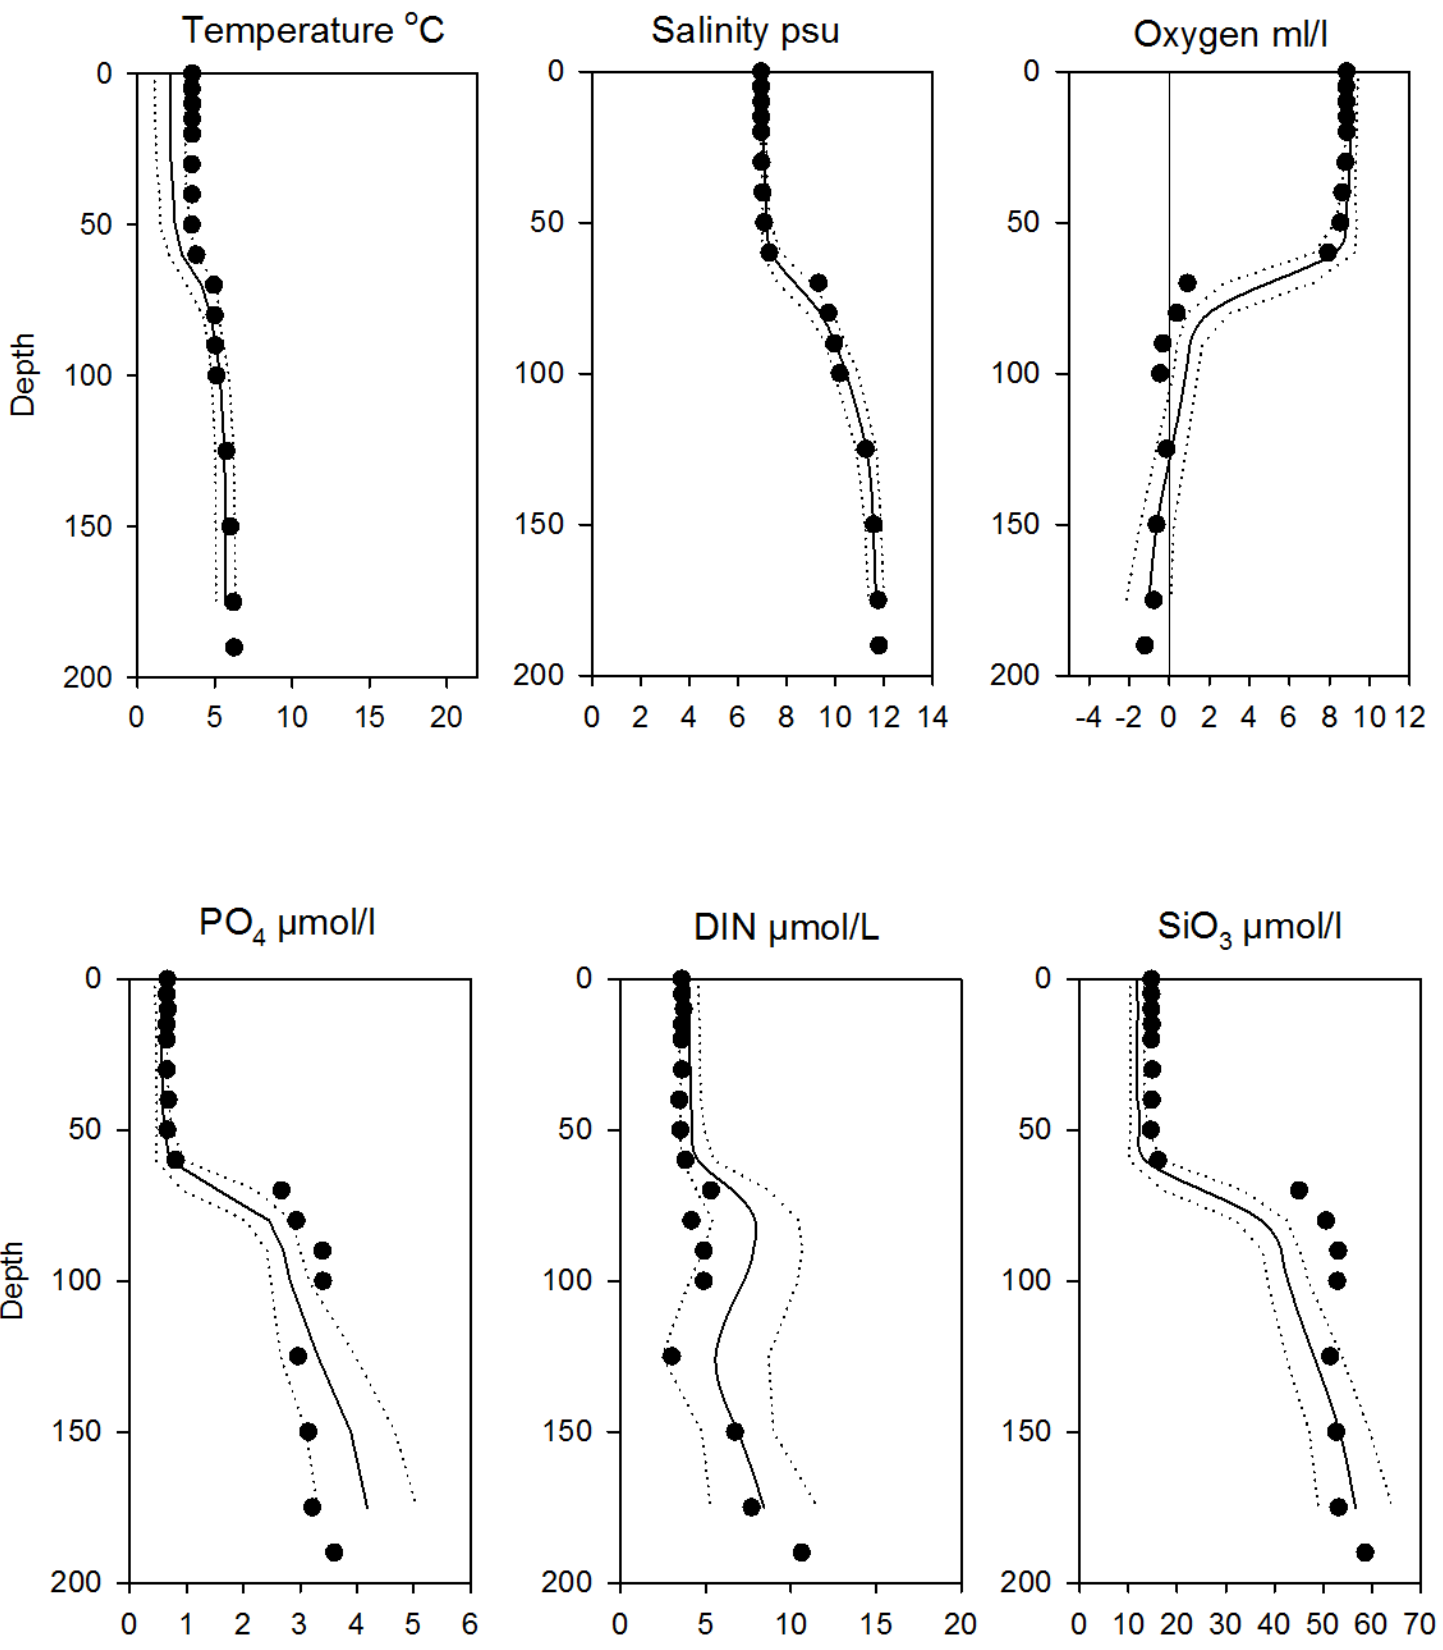 Temperature °C
Salinity psu
Oxygen ml/l
0
50
100
150
200
Depth
0 5 10 15 20
0
50
100
150
200
0 2 4 6 8 10 12 14
0
50
100
150
200
-4 -2 0 2 4 6 8 10 12
PO4 µmol/l
DIN µmol/L
SiO3 µmol/l
0
50
100
150
200
Depth
0 1 2 3 4 5 6
0
50
100
150
200
0 5 10 15 20
0
50
100
150
200
0 10 20 30 40 50 60 70